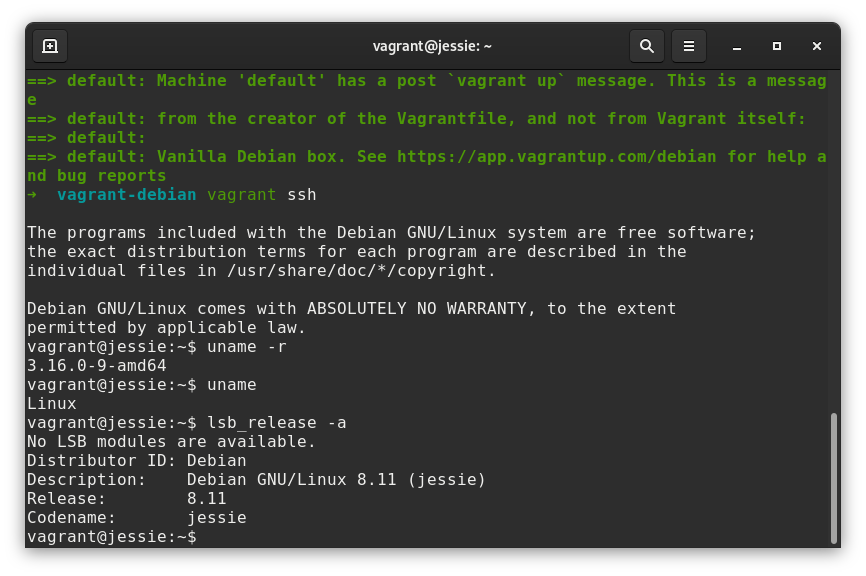 vagrant@jessie: ~
==> default: Machine 'default' has a post `vagrant up` message. This is a messag
e
==> default: from the creator of the Vagrantfile, and not from Vagrant itself:
==> default:
==> default: Vanilla Debian box. See https://app.vagrantup.com/debian for help a
nd bug reports
➜  vagrant-debian vagrant ssh

The programs included with the Debian GNU/Linux system are free software;
the exact distribution terms for each program are described in the
individual files in /usr/share/doc/*/copyright.

Debian GNU/Linux comes with ABSOLUTELY NO WARRANTY, to the extent
permitted by applicable law.
vagrant@jessie:~$ uname -r
3.16.0-9-amd64
vagrant@jessie:~$ uname
Linux
vagrant@jessie:~$ lsb_release -a
No LSB modules are available.
Distributor ID: Debian
Description:    Debian GNU/Linux 8.11 (jessie)
Release:        8.11
Codename:       jessie
vagrant@jessie:~$